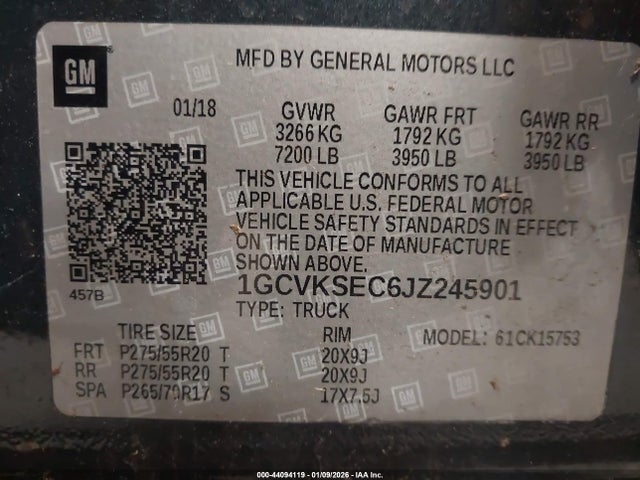 GM
MFD BY GENERAL MOTORS LLC
01/18 GVWR GAWR FRT GAWR RR
3266 KG 1792 KG 1792 KG
7200 LB 3950 LB 3950 LB
THIS VEHICLE CONFORMS TO ALL
APPLICABLE U.S. FEDERAL MOTOR
VEHICLE SAFETY STANDARDS IN EFFECT
ON THE DATE OF MANUFACTURE
SHOWN ABOVE.
457B
1GCVKSEC6JZ245901
TYPE: TRUCK
TIRE SIZE RIM MODEL: 61CK15753
FRT P275/55R20 T 20X9J
RR P275/55R20 T 20X9J
SPA P265/70R17 S 17X7.5J
000-44094119 | 01/09/2026 | IAA Inc.